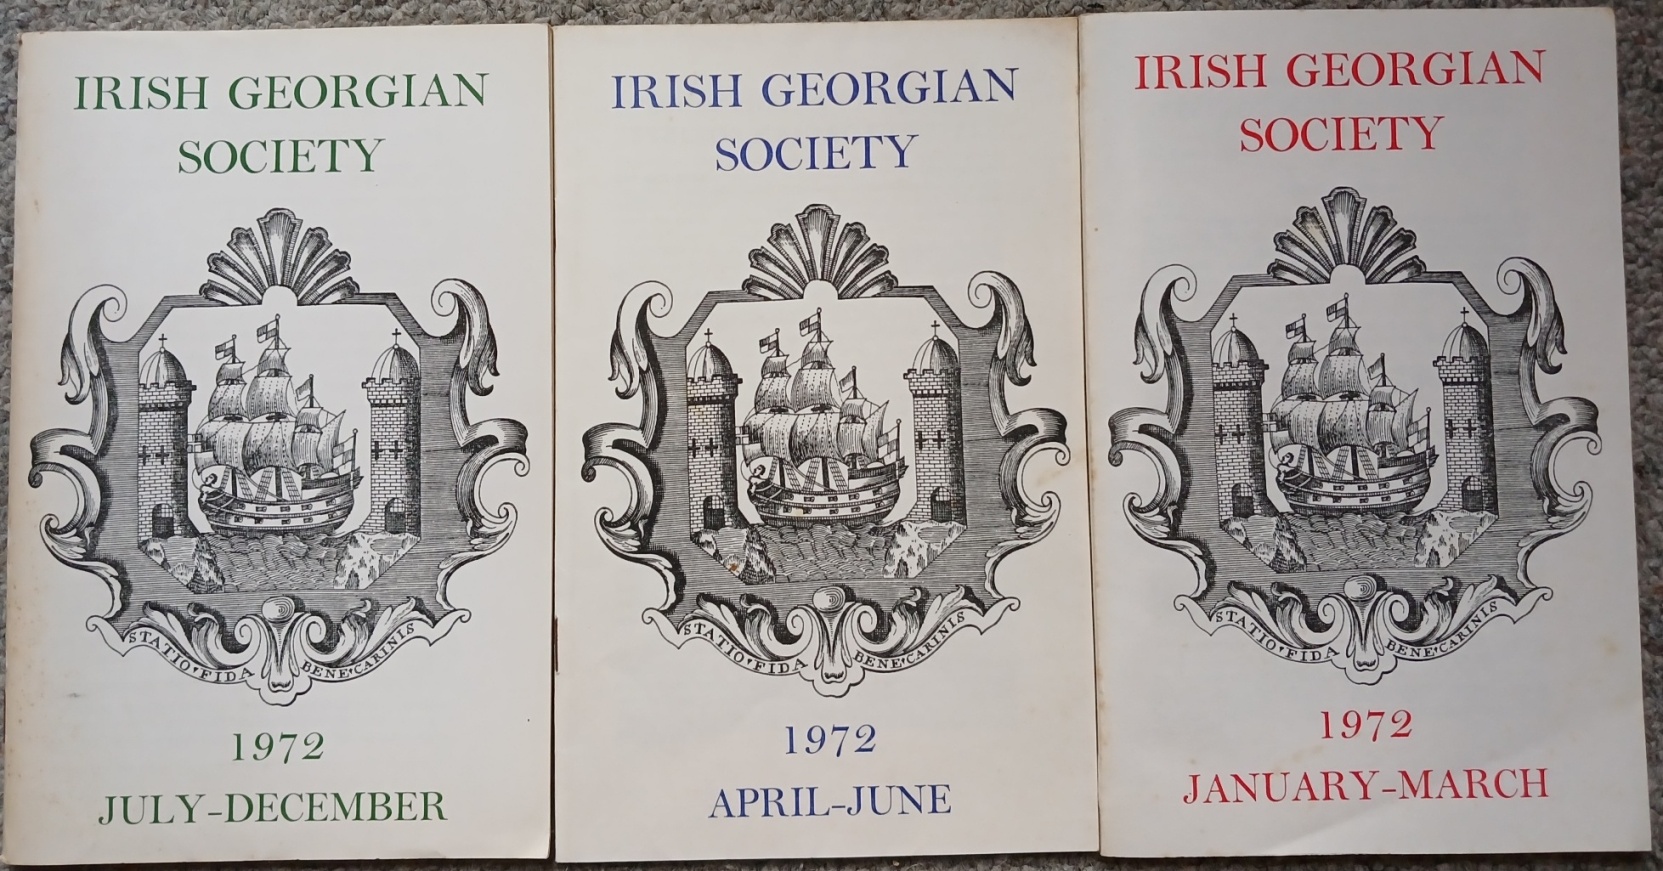 IRISH GEORGIAN
SOCIETY
STATIO·FIDA
BENE·CARINIS
1972
JULY-DECEMBER
IRISH GEORGIAN
SOCIETY
STATIO·FIDA
BENE·CARINIS
1972
APRIL-JUNE
IRISH GEORGIAN
SOCIETY
STATIO·FIDA
BENE·CARINIS
1972
JANUARY-MARCH